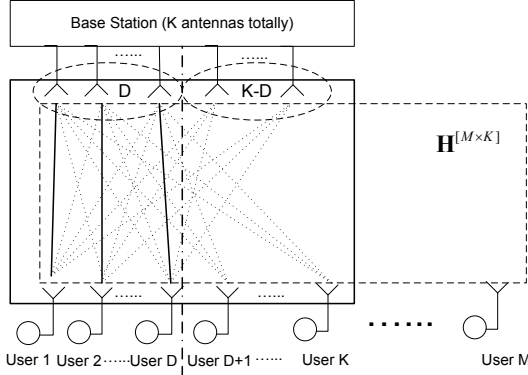 Base Station (K antennas totally)
...... ......
D K-D
H^[M×K]
...... ...... ......
User 1 User 2 ...... User D User D+1 ...... User K User M